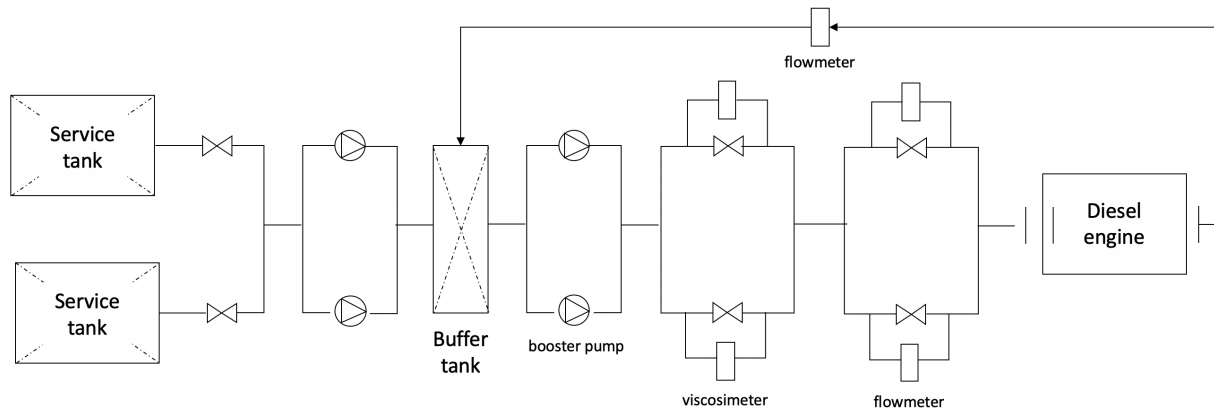 flowmeter
Service
tank
Service
tank
Buffer
tank
booster pump
viscosimeter
flowmeter
Diesel
engine